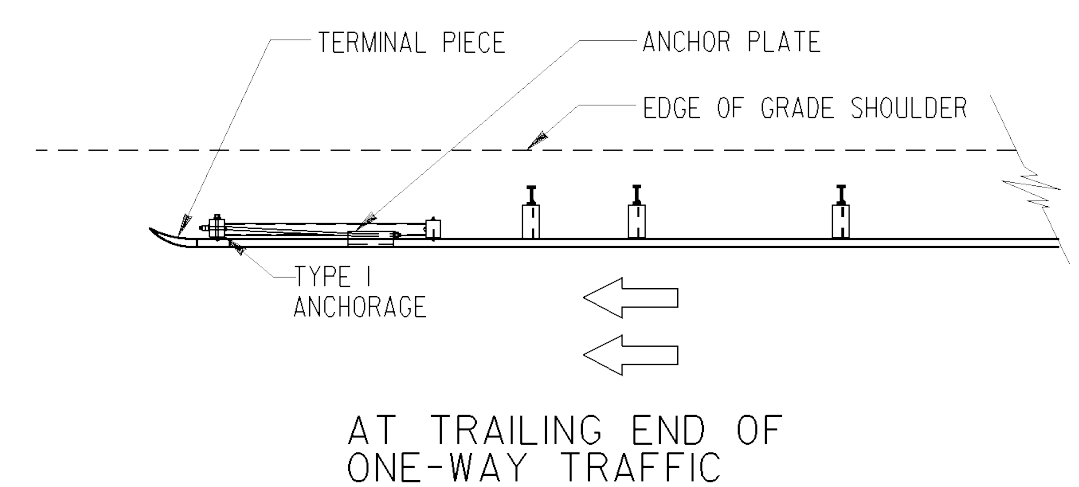 TERMINAL PIECE
ANCHOR PLATE
EDGE OF GRADE SHOULDER
TYPE I
ANCHORAGE
AT TRAILING END OF
ONE-WAY TRAFFIC